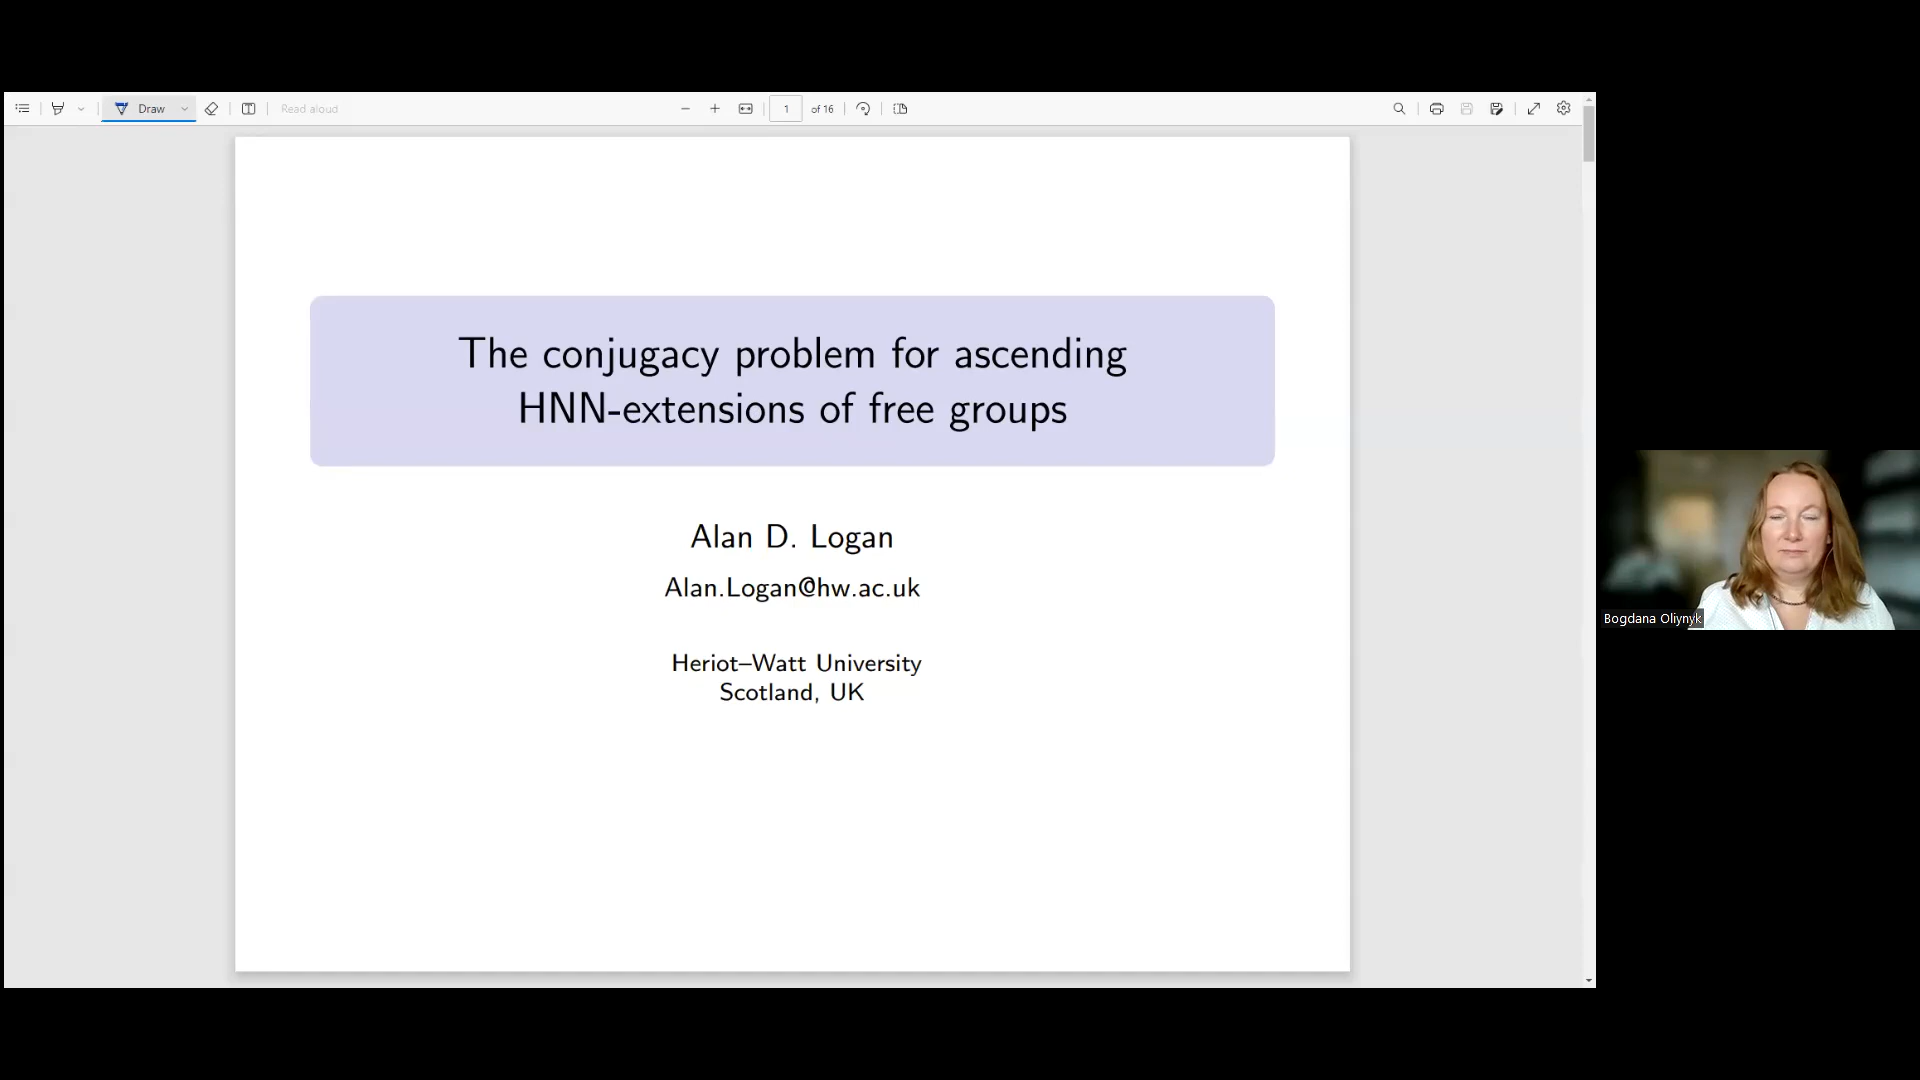 Draw
Read aloud
1 of 16
The conjugacy problem for ascending
HNN-extensions of free groups
Alan D. Logan
Alan.Logan@hw.ac.uk
Heriot–Watt University
Scotland, UK
Bogdana Oliynyk